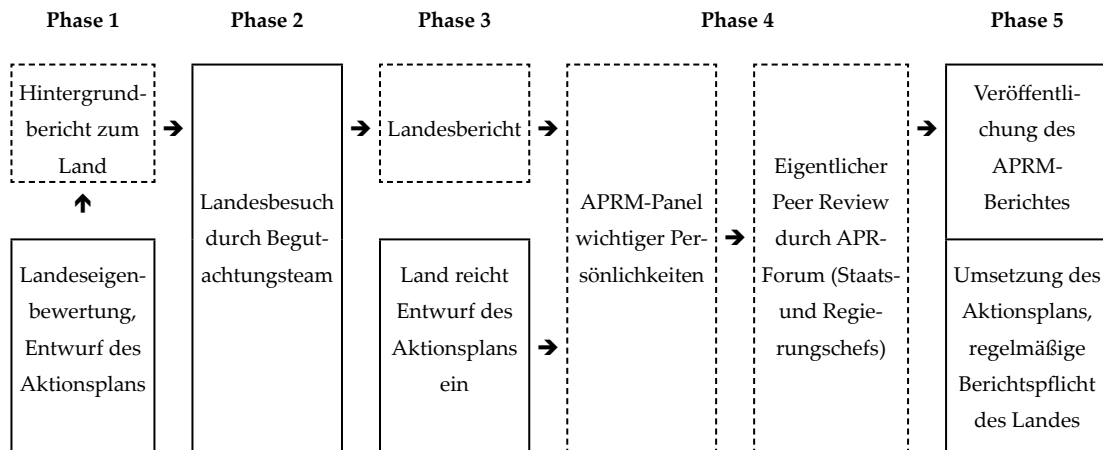 Phase 1
Phase 2
Phase 3
Phase 4
Phase 5
Hintergrund-
bericht zum
Land
➔
Landesbesuch
durch Begut-
achtungsteam
➔
Landesbericht
➔
APRM-Panel
wichtiger Per-
sönlichkeiten
➔
Eigentlicher
Peer Review
durch APR-
Forum (Staats-
und Regie-
rungschefs)
➔
Veröffentli-
chung des
APRM-
Berichtes
↑
Landeseigen-
bewertung,
Entwurf des
Aktionsplans
Land reicht
Entwurf des
Aktionsplans
ein
➔
Umsetzung des
Aktionsplans,
regelmäßige
Berichtspflicht
des Landes